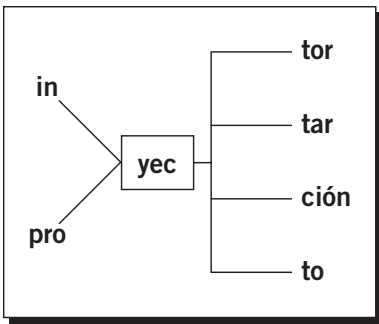 tor
in
tar
yec
ción
pro
to